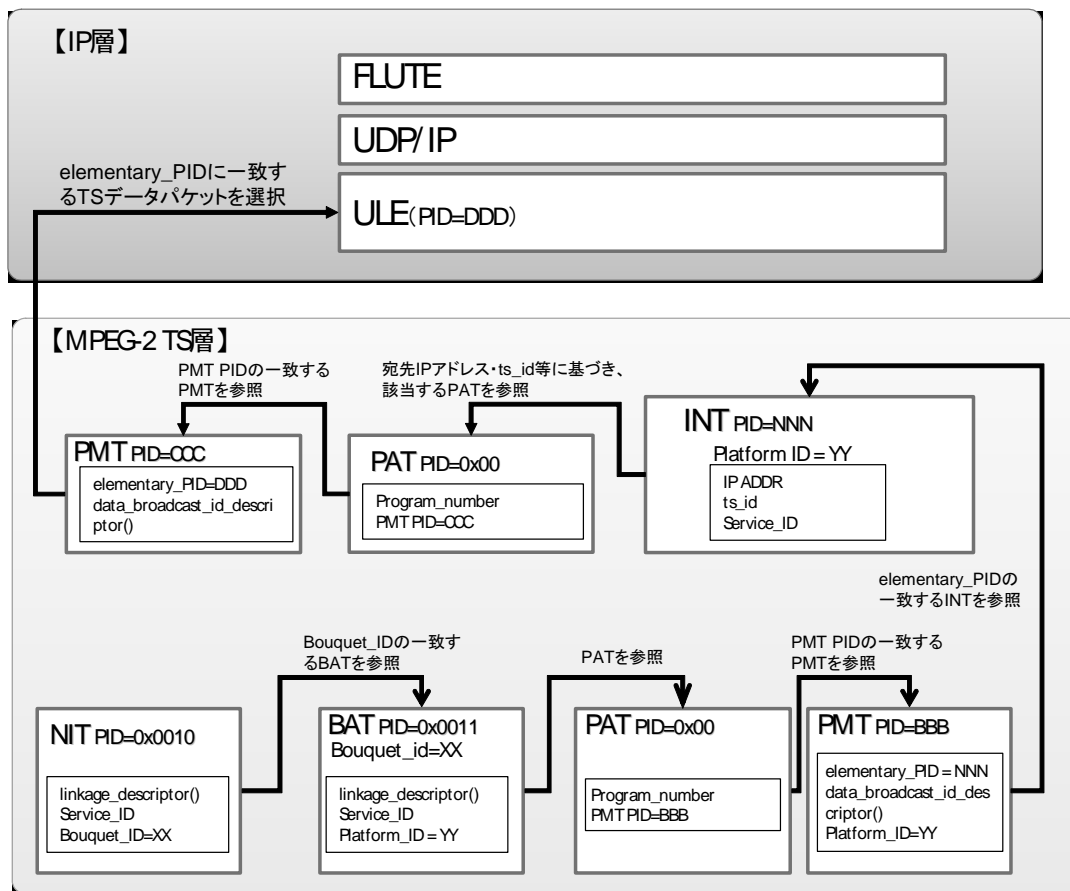 【IP層】
FLUTE
UDP/IP
elementary_PIDに一致す
るTSデータパケットを選択
ULE(PID=DDD)
【MPEG-2 TS層】
PMT PIDの一致する
PMTを参照
宛先IPアドレス・ts_id等に基づき、
該当するPATを参照
PMT PID=CCC
elementary_PID=DDD
data_broadcast_id_descri
ptor()
PAT PID=0x00
Program_number
PMT PID=CCC
INT PID=NNN
Platform ID = YY
IP ADDR
ts_id
Service_ID
elementary_PIDの
一致するINTを参照
Bouquet_IDの一致す
るBATを参照
PATを参照
PMT PIDの一致する
PMTを参照
NIT PID=0x0010
linkage_descriptor()
Service_ID
Bouquet_ID=XX
BAT PID=0x0011
Bouquet_id=XX
linkage_descriptor()
Service_ID
Platform_ID = YY
PAT PID=0x00
Program_number
PMT PID=BBB
PMT PID=BBB
elementary_PID = NNN
data_broadcast_id_des
criptor()
Platform_ID=YY